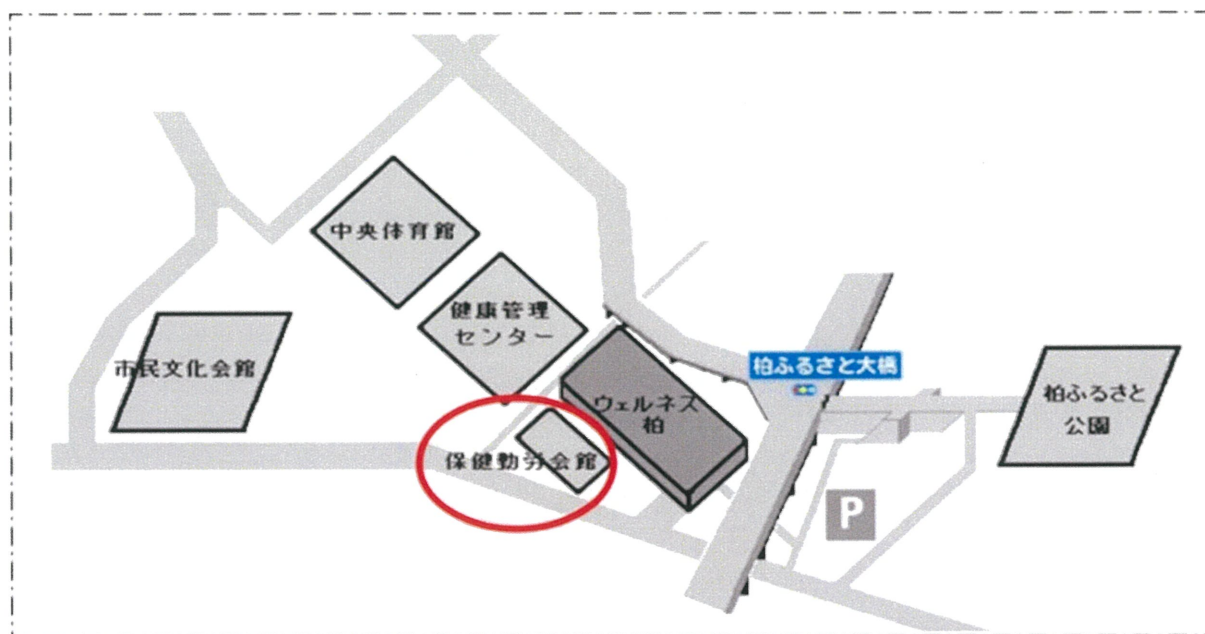 中央体育館
健康管理
センター
市民文化会館
柏ふるさと大橋
ウェルネス
柏
柏ふるさと
公園
保健勤労会館
P